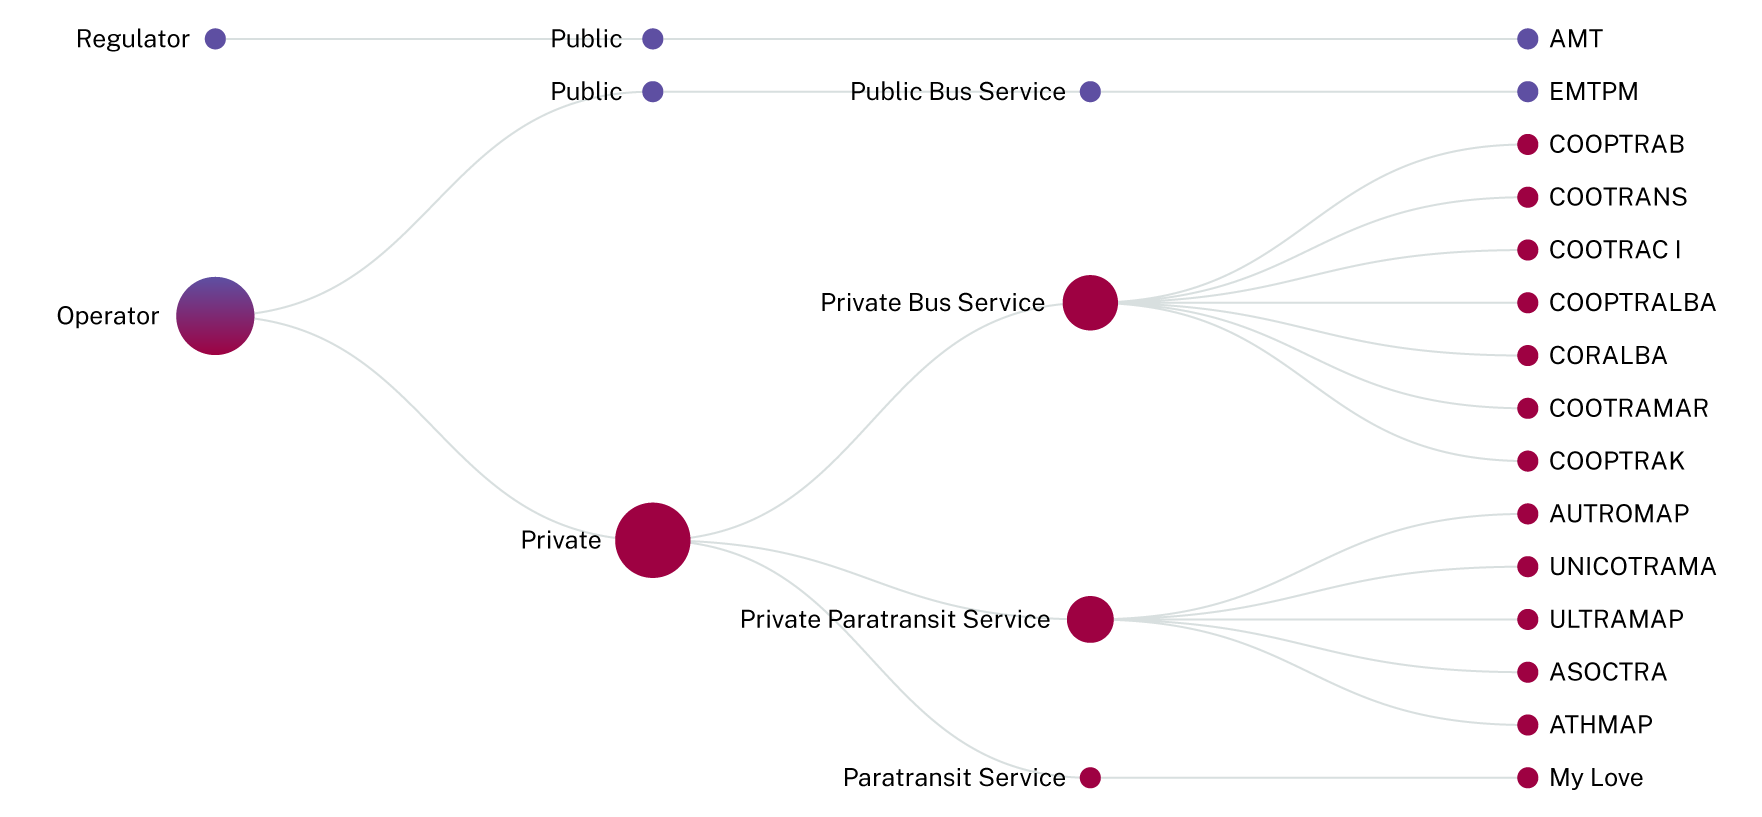 Regulator Public AMT
Public Public Bus Service EMTPM
COOPTRAB
COOTRANS
COOTRAC I
Private Bus Service COOPTRALBA
Operator
CORALBA
COOTRAMAR
COOPTRAK
AUTROMAP
Private
UNICOTRAMA
Private Paratransit Service ULTRAMAP
ASOCTRA
ATHMAP
Paratransit Service My Love